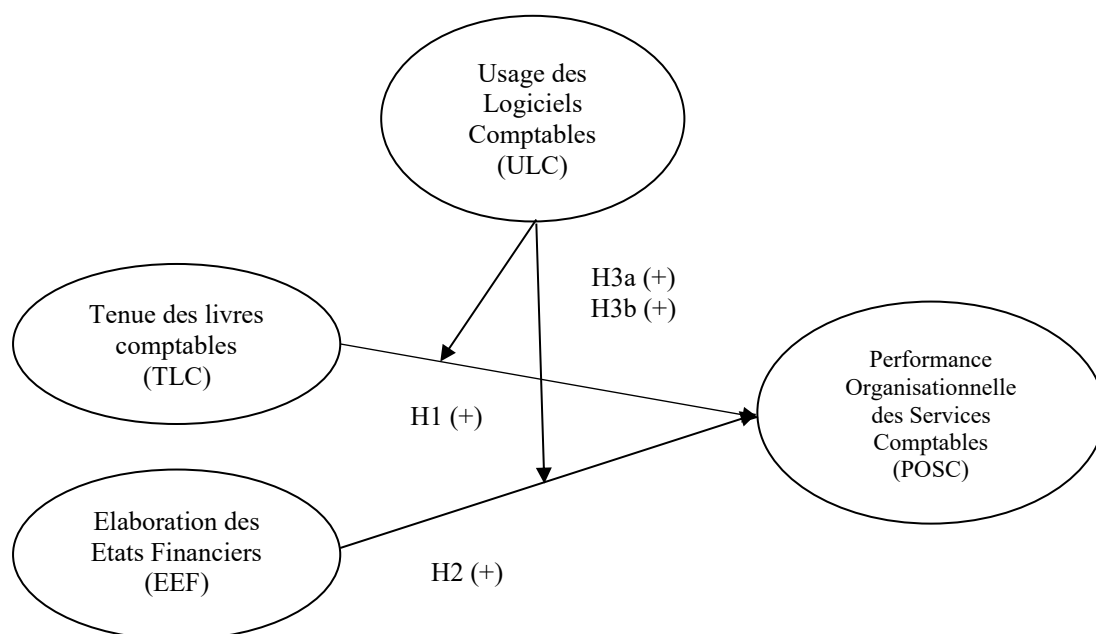 Usage des
Logiciels
Comptables
(ULC)
H3a (+)
H3b (+)
Tenue des livres
comptables
(TLC)
H1 (+)
Performance
Organisationnelle
des Services
Comptables
(POSC)
Elaboration des
Etats Financiers
(EEF)
H2 (+)